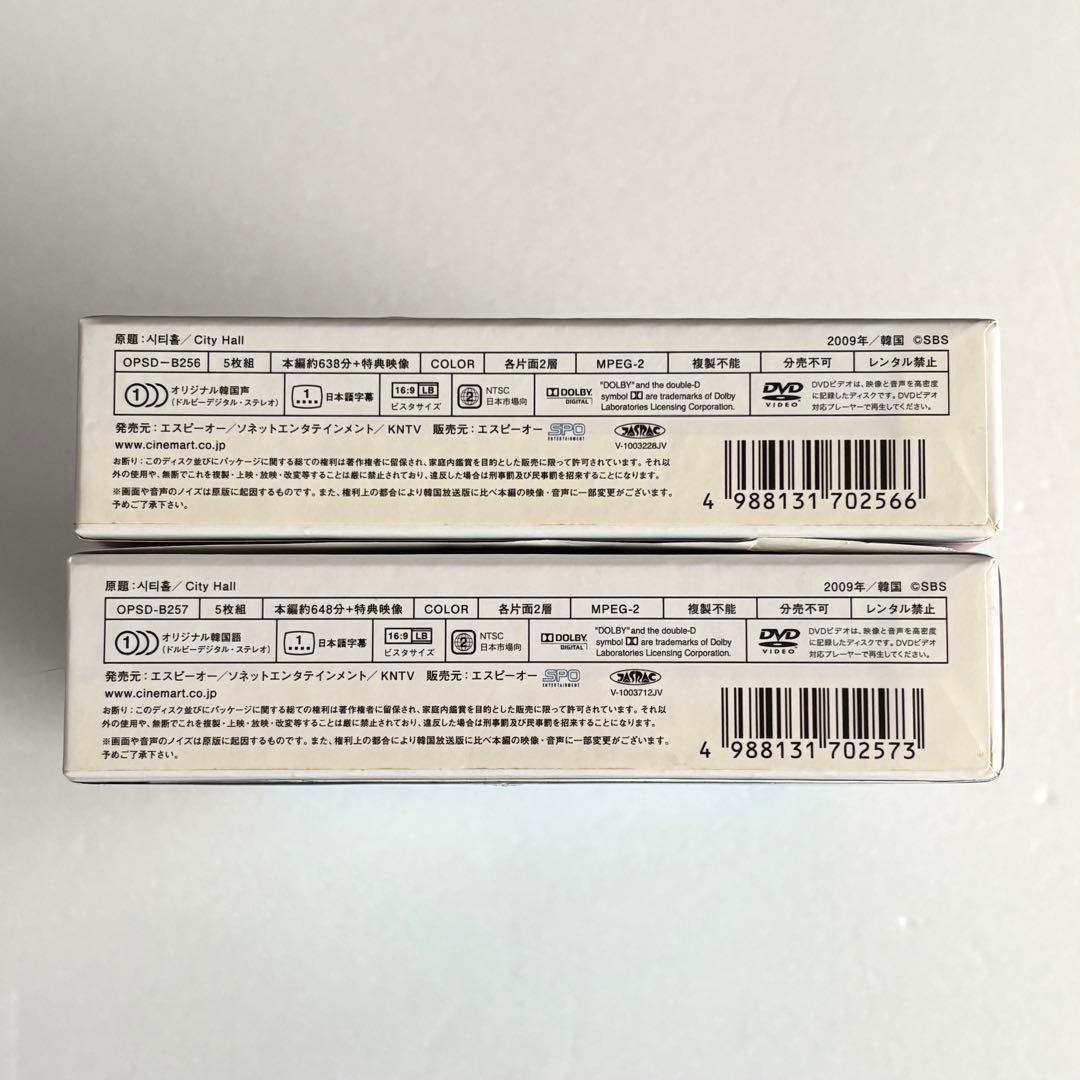 原題:시티홀/City Hall 2009年/韓国 ©SBS
OPSD-B256 5枚組 本編約638分+特典映像 COLOR 各片面2層 MPEG-2 複製不能 分売不可 レンタル禁止
1 オリジナル韓国声 (ドルビーデジタル・ステレオ) 1 日本語字幕 16:9 LB ビスタサイズ 2 NTSC 日本市場向 DOLBY DIGITAL "DOLBY" and the double-D symbol are trademarks of Dolby Laboratories Licensing Corporation. DVD VIDEO DVDビデオは、映像と音声を高密度に記録したディスクです。DVDビデオ対応プレーヤーで再生してください。
発売元:エスピーオー/ソネットエンタテインメント/KNTV 販売元:エスピーオー SPO ENTERTAINMENT JASRAC
www.cinemart.co.jp V-1003228JV
お断り:このディスク並びにパッケージに関する総ての権利は著作権者に留保され、家庭内鑑賞を目的とした販売に限って許可されています。それ以
外の使用や、無断でこれを複製・上映・放映・改変等することは厳に禁止されており、違反した場合は刑事罰及び民事罰を招来することになります。
※画面や音声のノイズは原版に起因するものです。また、権利上の都合により韓国放送版に比べ本編の映像・音声に一部変更がございます。
予めご了承下さい。
4 988131 702566
原題:시티홀/City Hall 2009年/韓国 ©SBS
OPSD-B257 5枚組 本編約648分+特典映像 COLOR 各片面2層 MPEG-2 複製不能 分売不可 レンタル禁止
1 オリジナル韓国語 (ドルビーデジタル・ステレオ) 1 日本語字幕 16:9 LB ビスタサイズ 2 NTSC 日本市場向 DOLBY DIGITAL "DOLBY" and the double-D symbol are trademarks of Dolby Laboratories Licensing Corporation. DVD VIDEO DVDビデオは、映像と音声を高密度に記録したディスクです。DVDビデオ対応プレーヤーで再生してください。
発売元:エスピーオー/ソネットエンタテインメント/KNTV 販売元:エスピーオー SPO ENTERTAINMENT JASRAC
www.cinemart.co.jp V-1003712JV
お断り:このディスク並びにパッケージに関する総ての権利は著作権者に留保され、家庭内鑑賞を目的とした販売に限って許可されています。それ以
外の使用や、無断でこれを複製・上映・放映・改変等することは厳に禁止されており、違反した場合は刑事罰及び民事罰を招来することになります。
※画面や音声のノイズは原版に起因するものです。また、権利上の都合により韓国放送版に比べ本編の映像・音声に一部変更がございます。
予めご了承下さい。
4 988131 702573